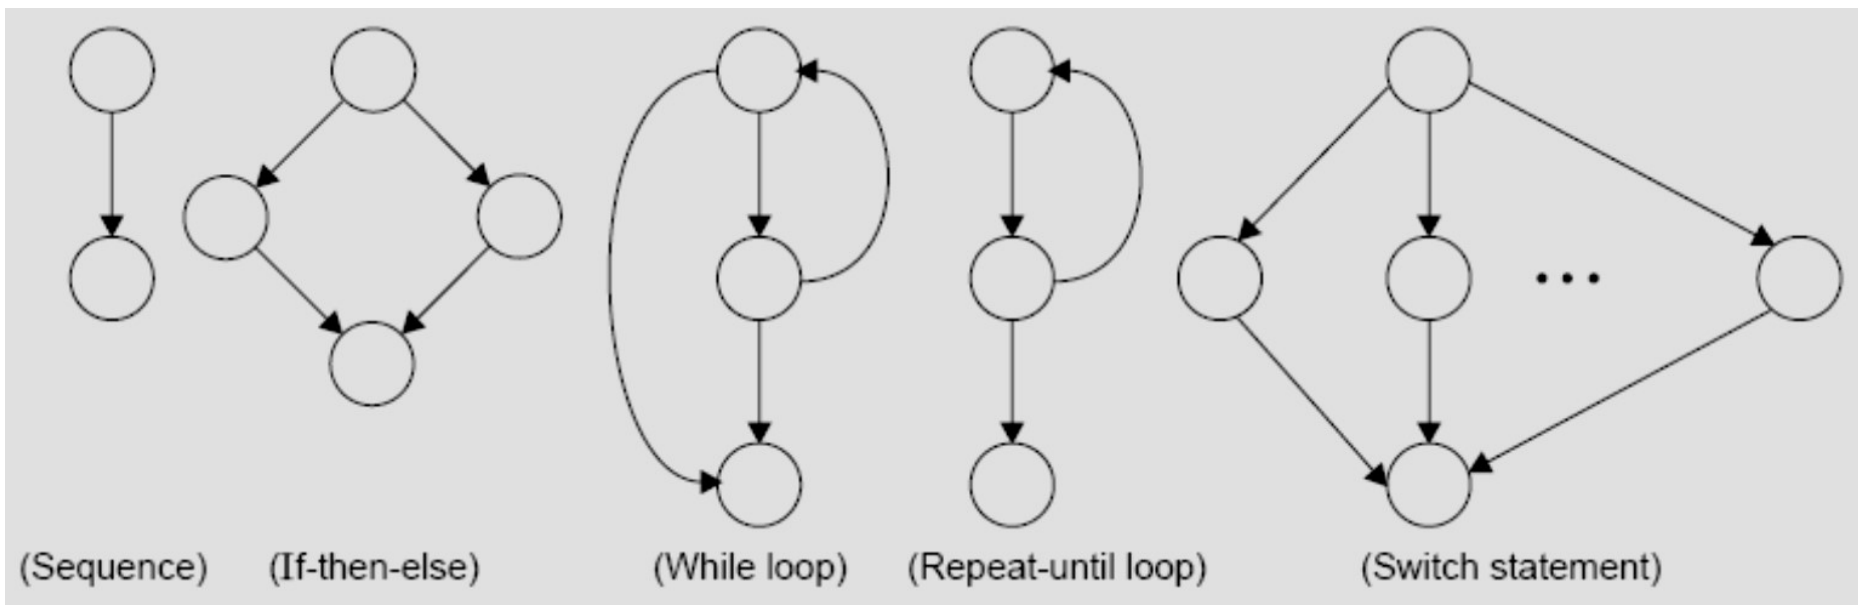 (Sequence) (If-then-else) (While loop) (Repeat-until loop) (Switch statement)